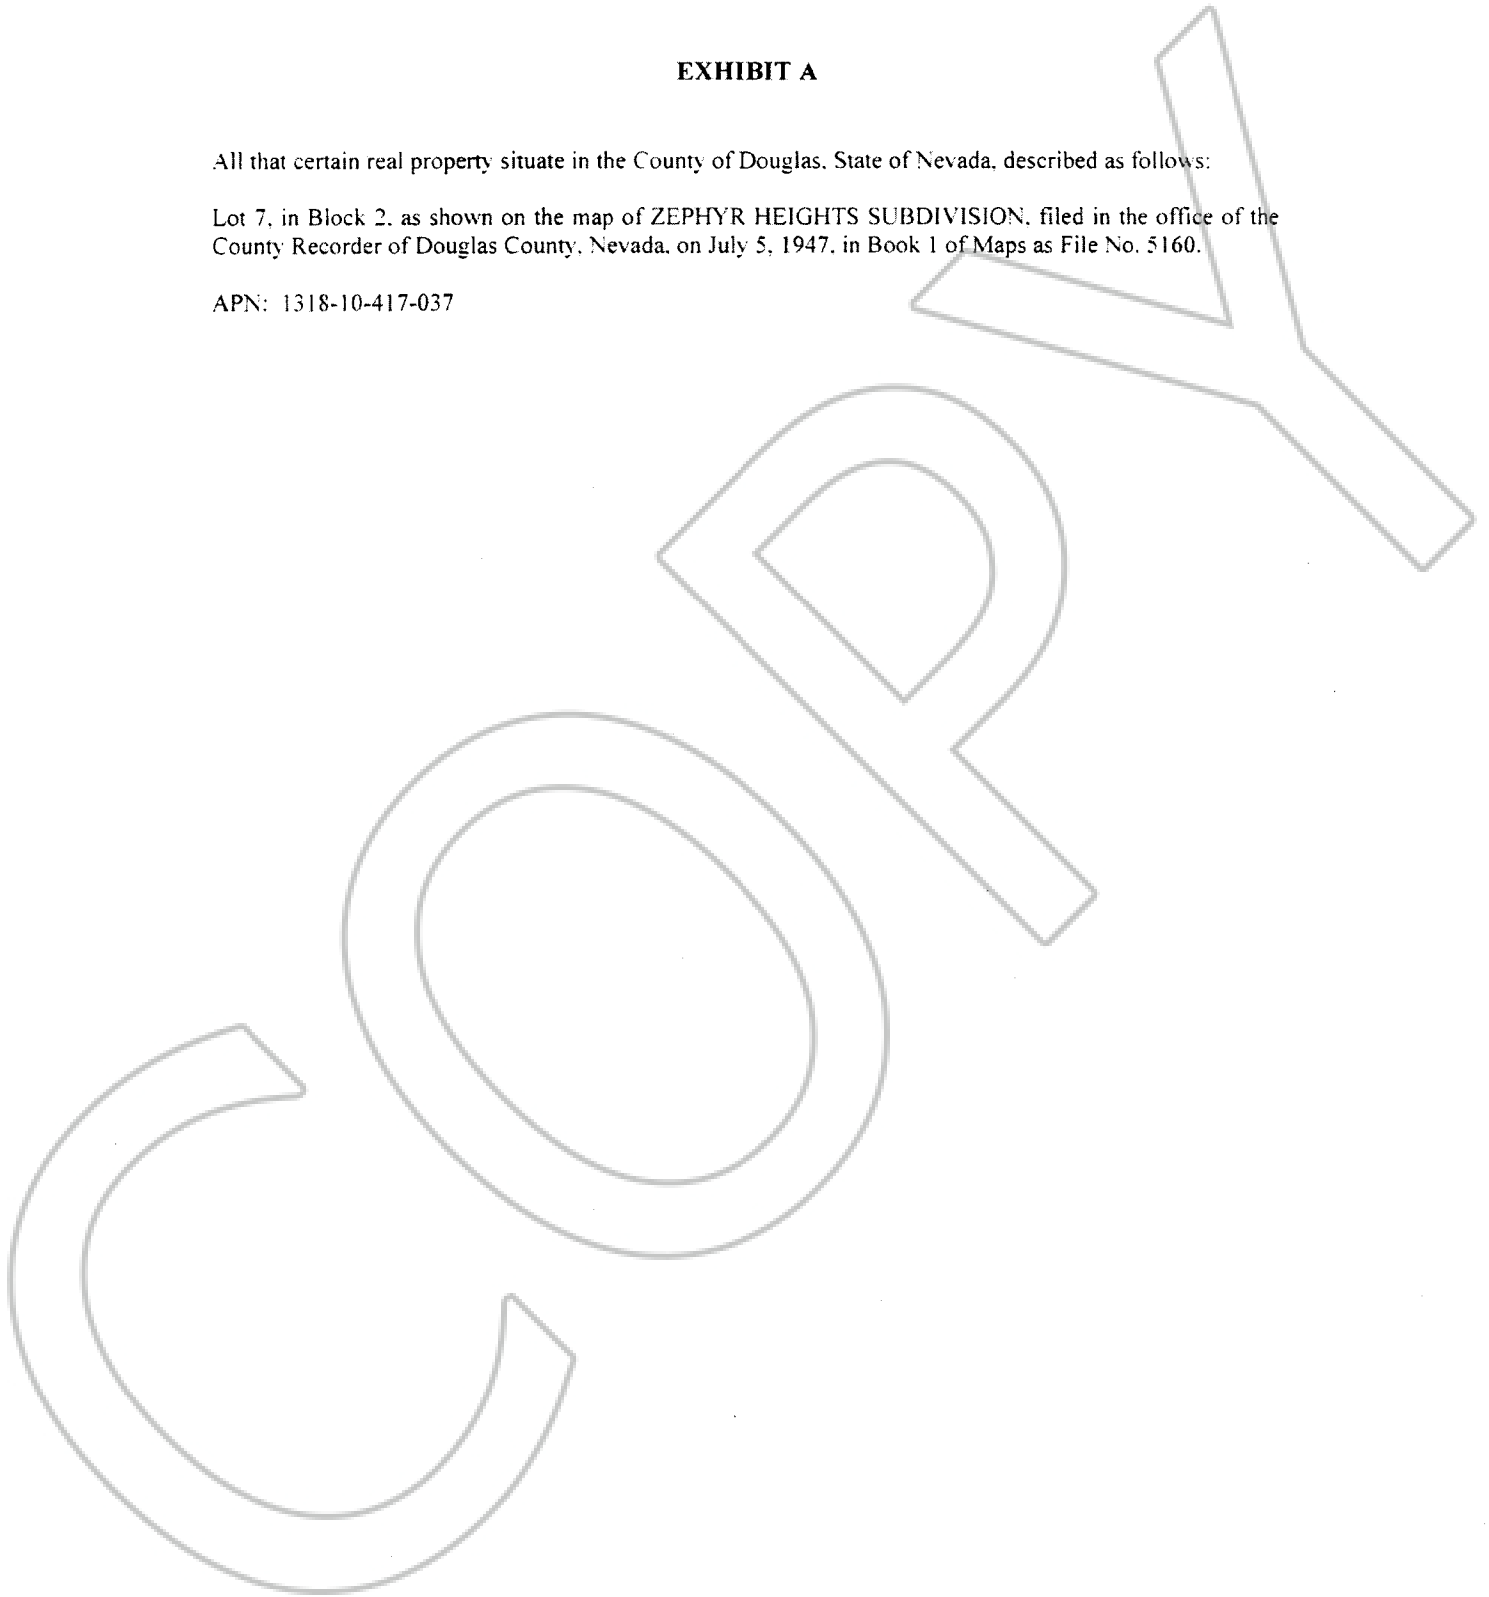 EXHIBIT A
All that certain real property situate in the County of Douglas, State of Nevada, described as follows:
Lot 7, in Block 2, as shown on the map of ZEPHYR HEIGHTS SUBDIVISION, filed in the office of the
County Recorder of Douglas County, Nevada, on July 5, 1947, in Book 1 of Maps as File No. 5160.
APN: 1318-10-417-037
COPY